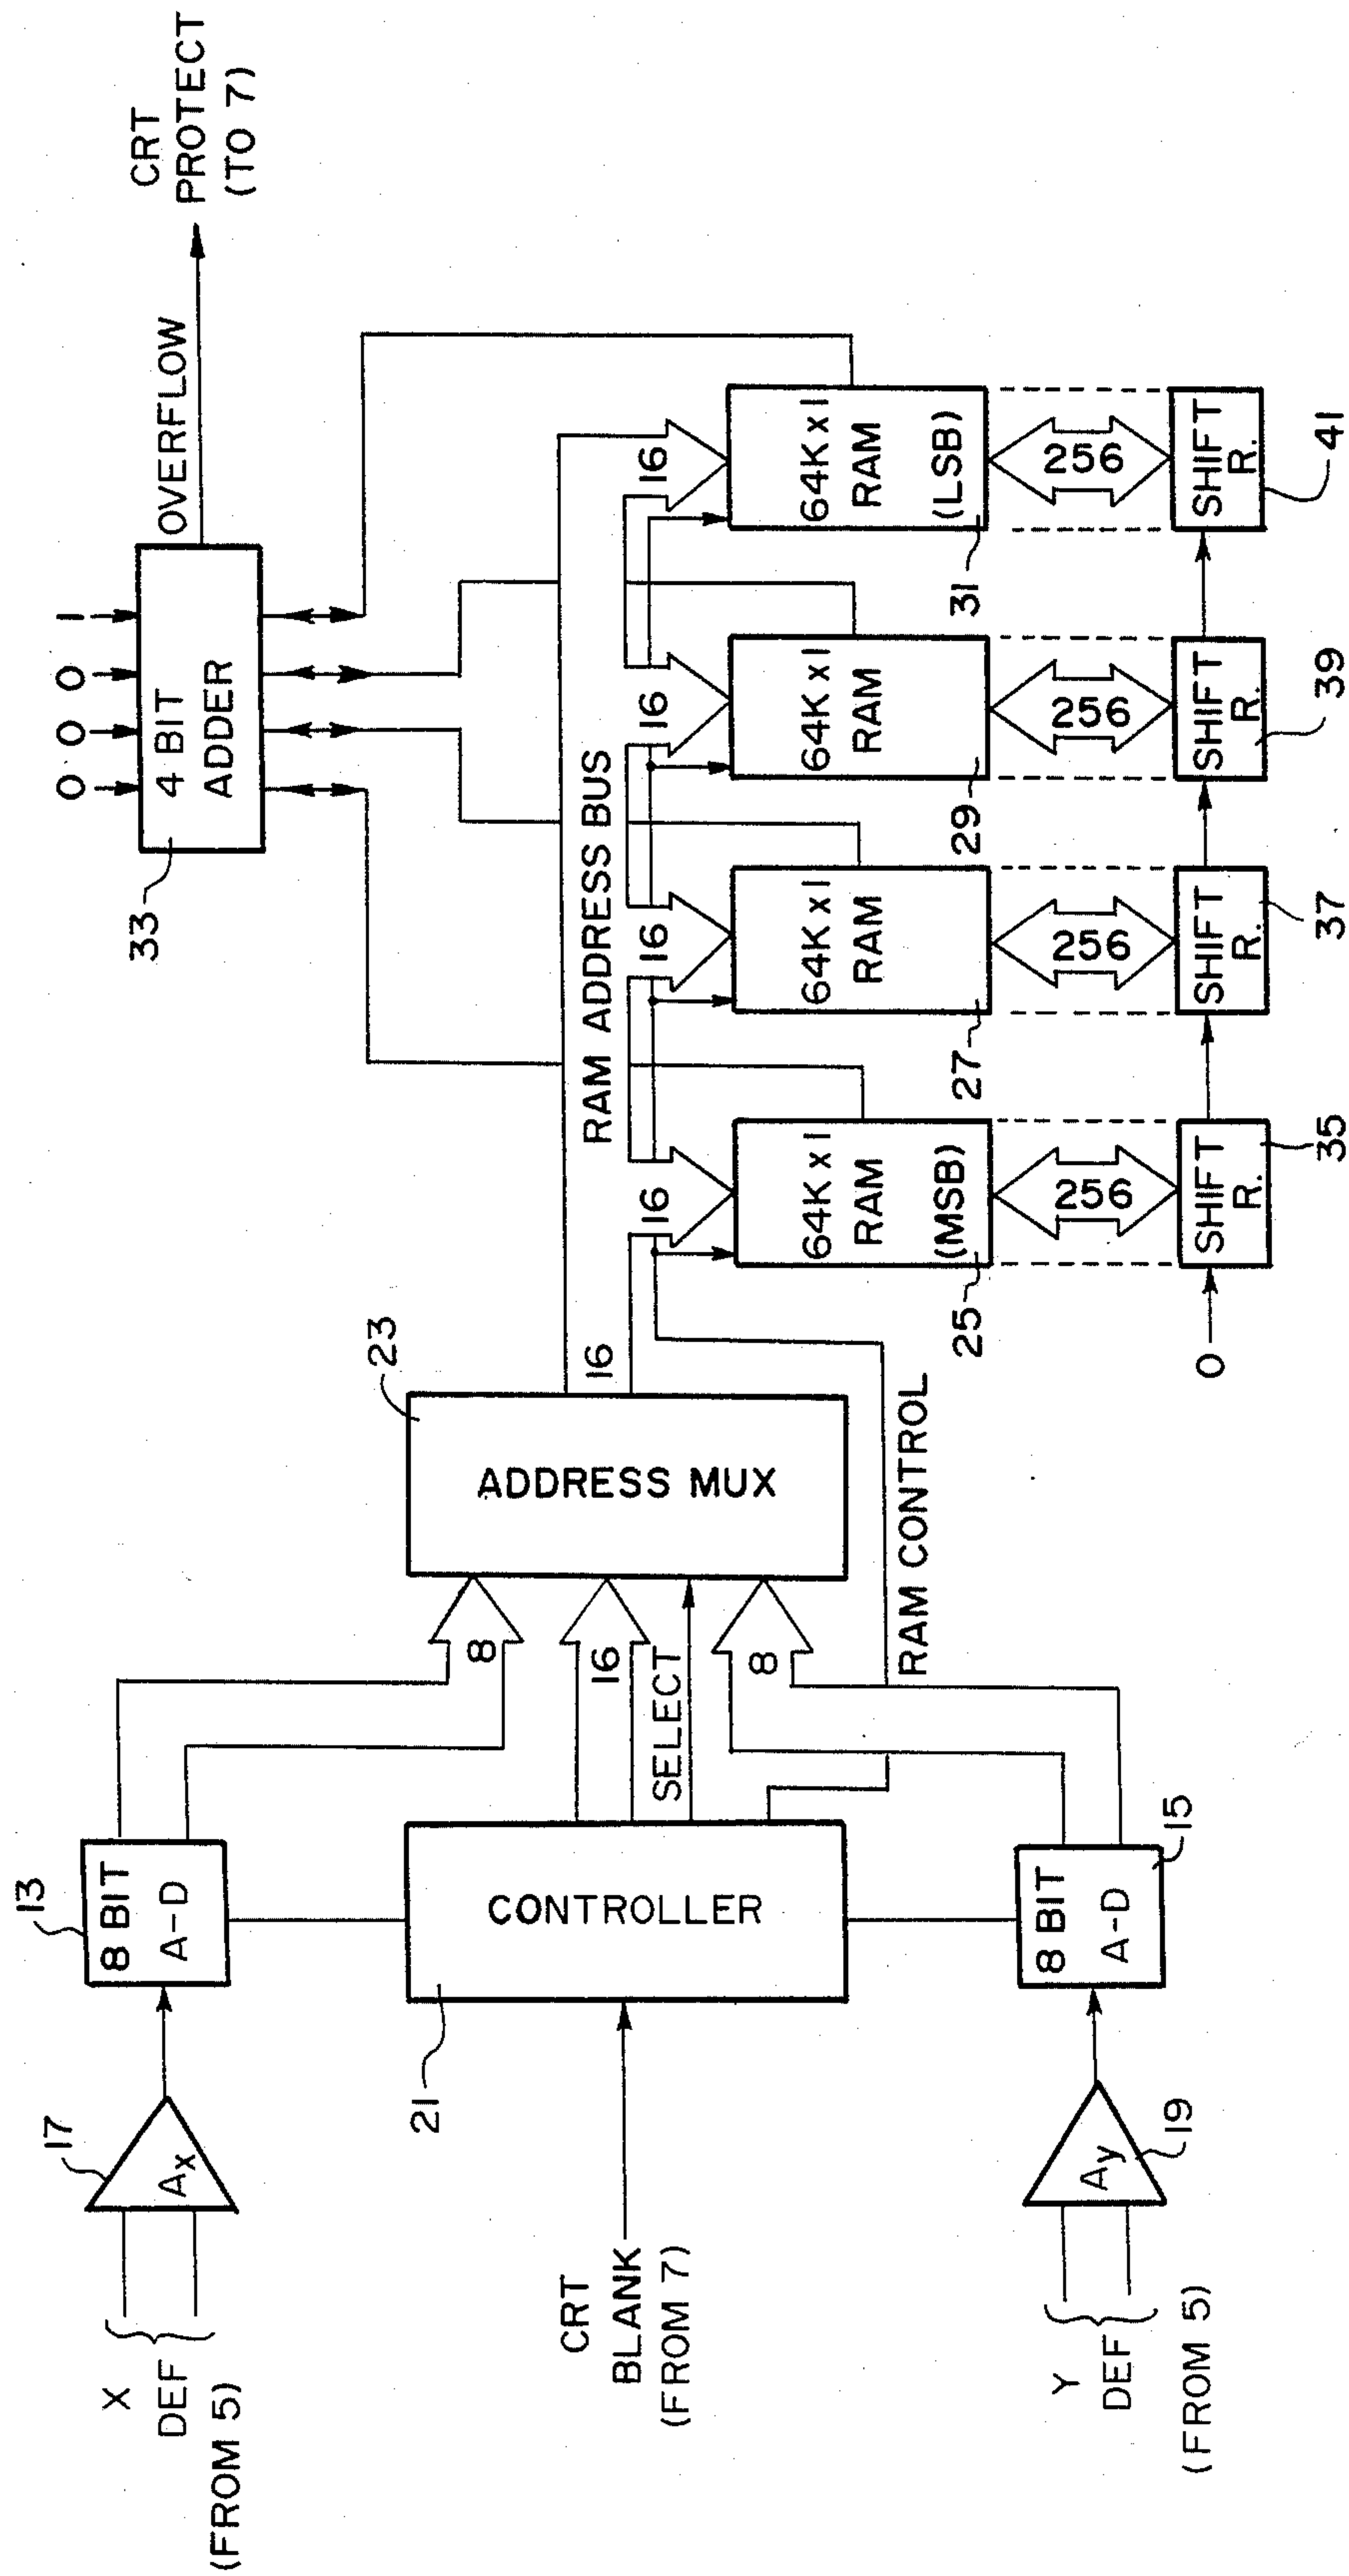 X
DEF
(FROM 5)
17
Ax
13
8 BIT
A-D
CRT
BLANK
(FROM 7)
21
CONTROLLER
Y
DEF
(FROM 5)
19
Ay
15
8 BIT
A-D
8
16
SELECT
8
RAM CONTROL
23
ADDRESS MUX
16
RAM ADDRESS BUS
33
4 BIT
ADDER
0
0
0
1
OVERFLOW
CRT
PROTECT
(TO 7)
16
64K x 1
RAM
(MSB)
25
16
64K x 1
RAM
27
16
64K x 1
RAM
29
16
64K x 1
RAM
(LSB)
31
256
256
256
256
0
SHIFT
R.
35
SHIFT
R.
37
SHIFT
R.
39
SHIFT
R.
41